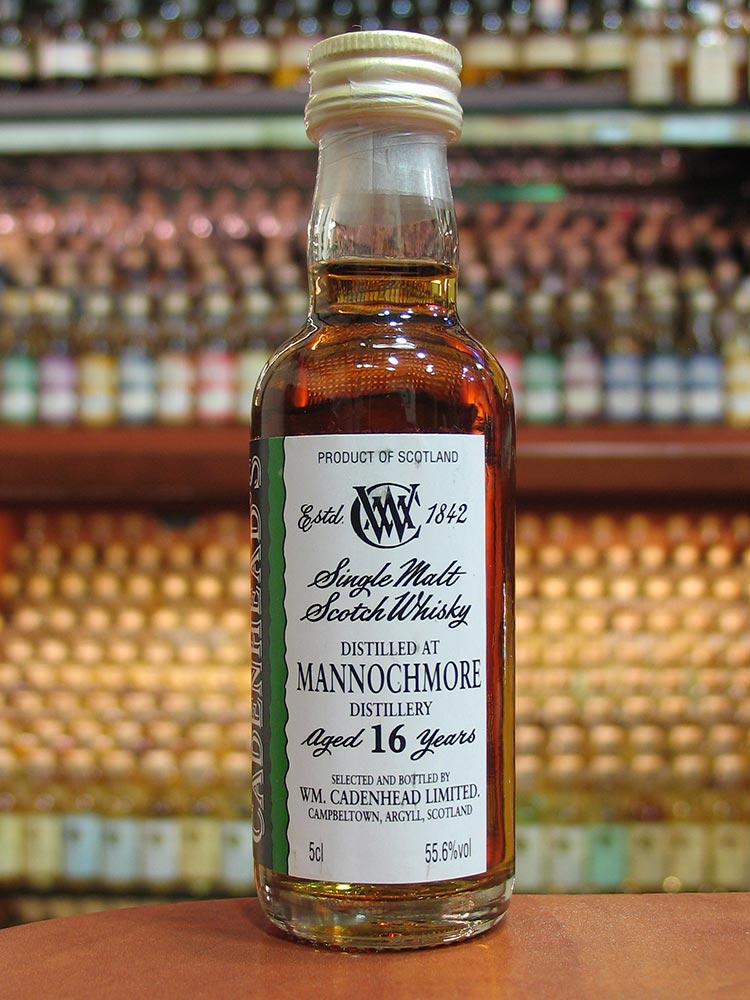 CADENHEAD'S
PRODUCT OF SCOTLAND
Estd. WMC 1842
Single Malt
Scotch Whisky
DISTILLED AT
MANNOCHMORE
DISTILLERY
Aged 16 Years
SELECTED AND BOTTLED BY
WM. CADENHEAD LIMITED.
CAMPBELTOWN, ARGYLL, SCOTLAND
5cl 55.6%vol